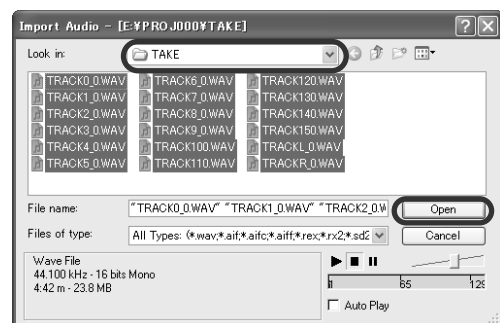 Import Audio - [E:¥PROJ000¥TAKE]
Look in:
TAKE
TRACK0_0.WAV
TRACK1_0.WAV
TRACK2_0.WAV
TRACK3_0.WAV
TRACK4_0.WAV
TRACK5_0.WAV
TRACK6_0.WAV
TRACK7_0.WAV
TRACK8_0.WAV
TRACK9_0.WAV
TRACK100.WAV
TRACK110.WAV
TRACK120.WAV
TRACK130.WAV
TRACK140.WAV
TRACK150.WAV
TRACKL_0.WAV
TRACKR_0.WAV
File name:
"TRACK0_0.WAV" "TRACK1_0.WAV" "TRACK2_0.W
Open
Files of type:
All Types: (*.wav;*.aif;*.aifc;*.aiff;*.rex;*.rx2;*.sd2
Cancel
Wave File
44.100 kHz - 16 bits Mono
4:42 m - 23.8 MB
65
Auto Play